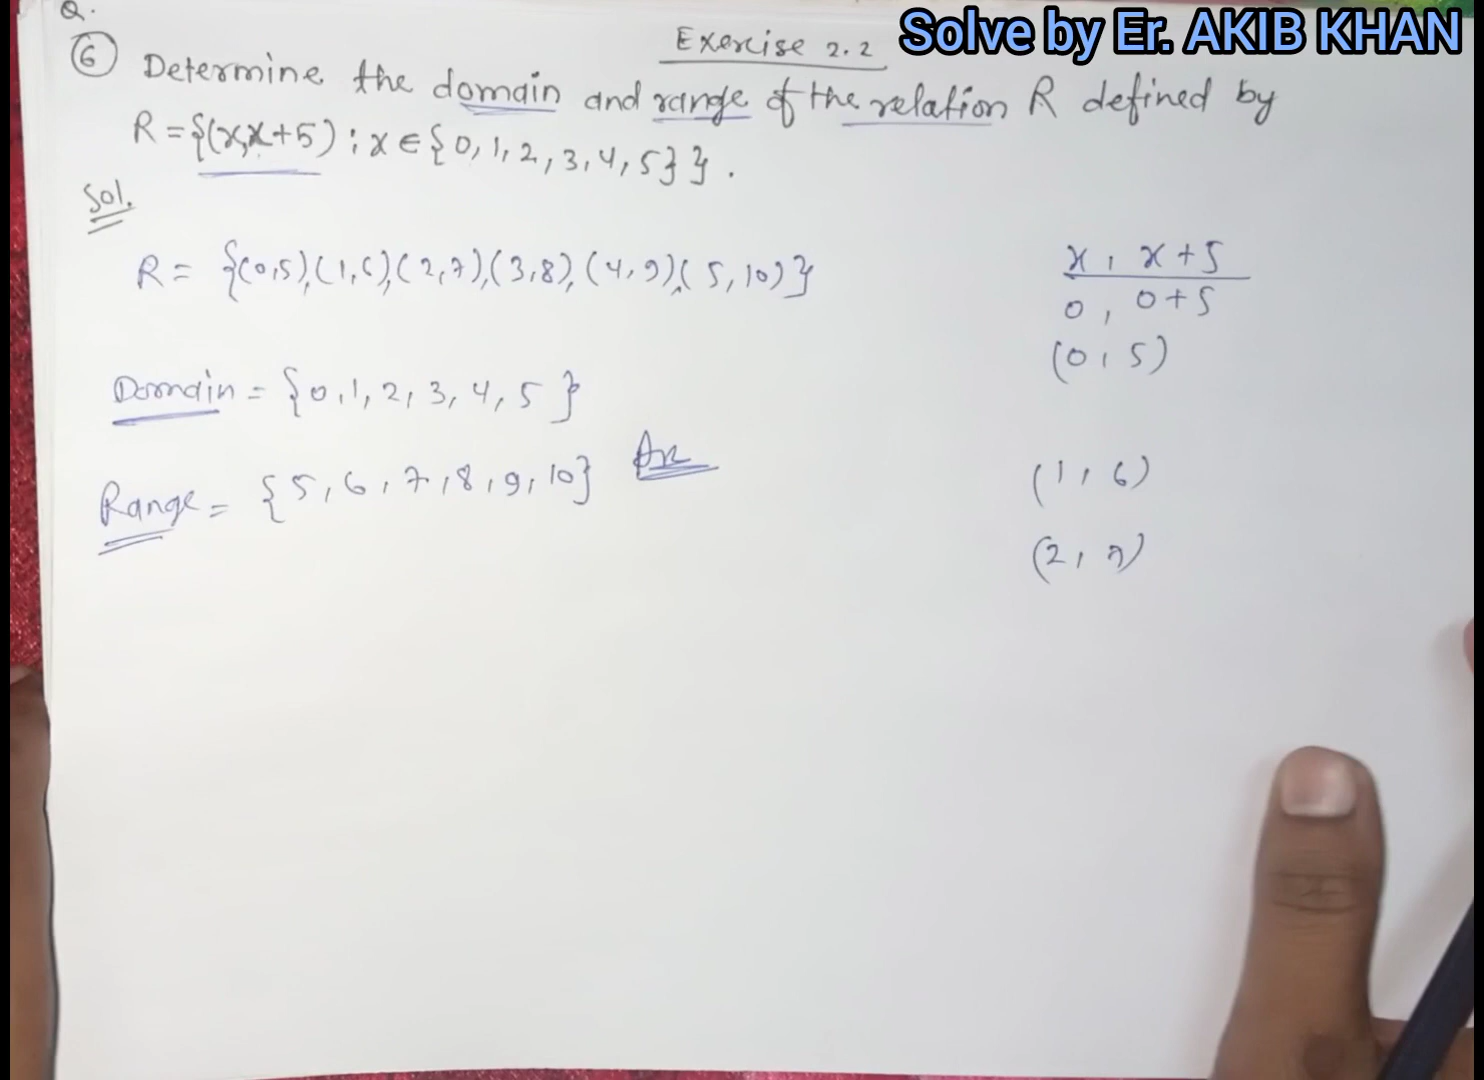 Q.
Exercise 2.2
Solve by Er. AKIB KHAN
6 Determine the domain and range of the relation R defined by
R = {(x, x+5) : x ∈ {0, 1, 2, 3, 4, 5} }.
Sol.
R = {(0,5), (1,6), (2,7), (3,8), (4,9), (5,10)}
x, x+5
0, 0+5
(0,5)
Domain = {0,1,2,3,4,5}
Range = {5,6,7,8,9,10} Ans
(1,6)
(2,7)